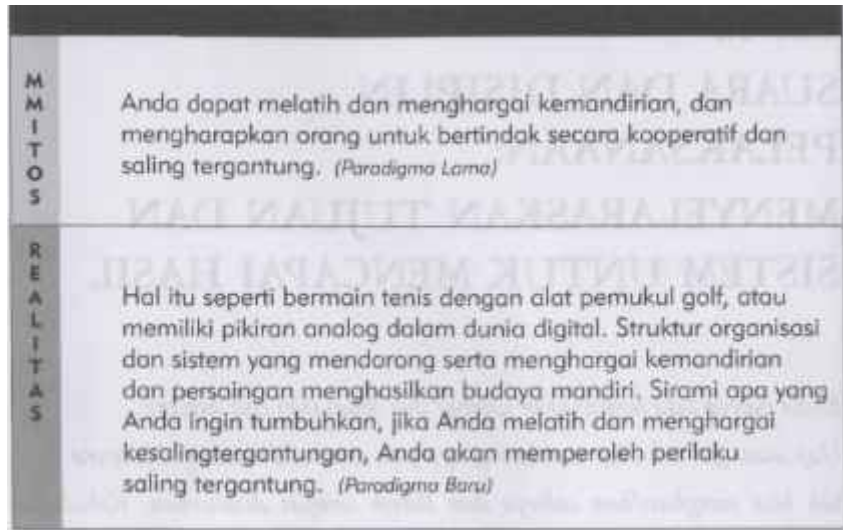 MMITOS
Anda dapat melatih dan menghargai kemandirian, dan
mengharapkan orang untuk bertindak secara kooperatif dan
saling tergantung. (Paradigma Lama)
REALITAS
Hal itu seperti bermain tenis dengan alat pemukul golf, atau
memiliki pikiran analog dalam dunia digital. Struktur organisasi
dan sistem yang mendorong serta menghargai kemandirian
dan persaingan menghasilkan budaya mandiri. Sirami apa yang
Anda ingin tumbuhkan, jika Anda melatih dan menghargai
kesalingtergantungan, Anda akan memperoleh perilaku
saling tergantung. (Paradigma Baru)